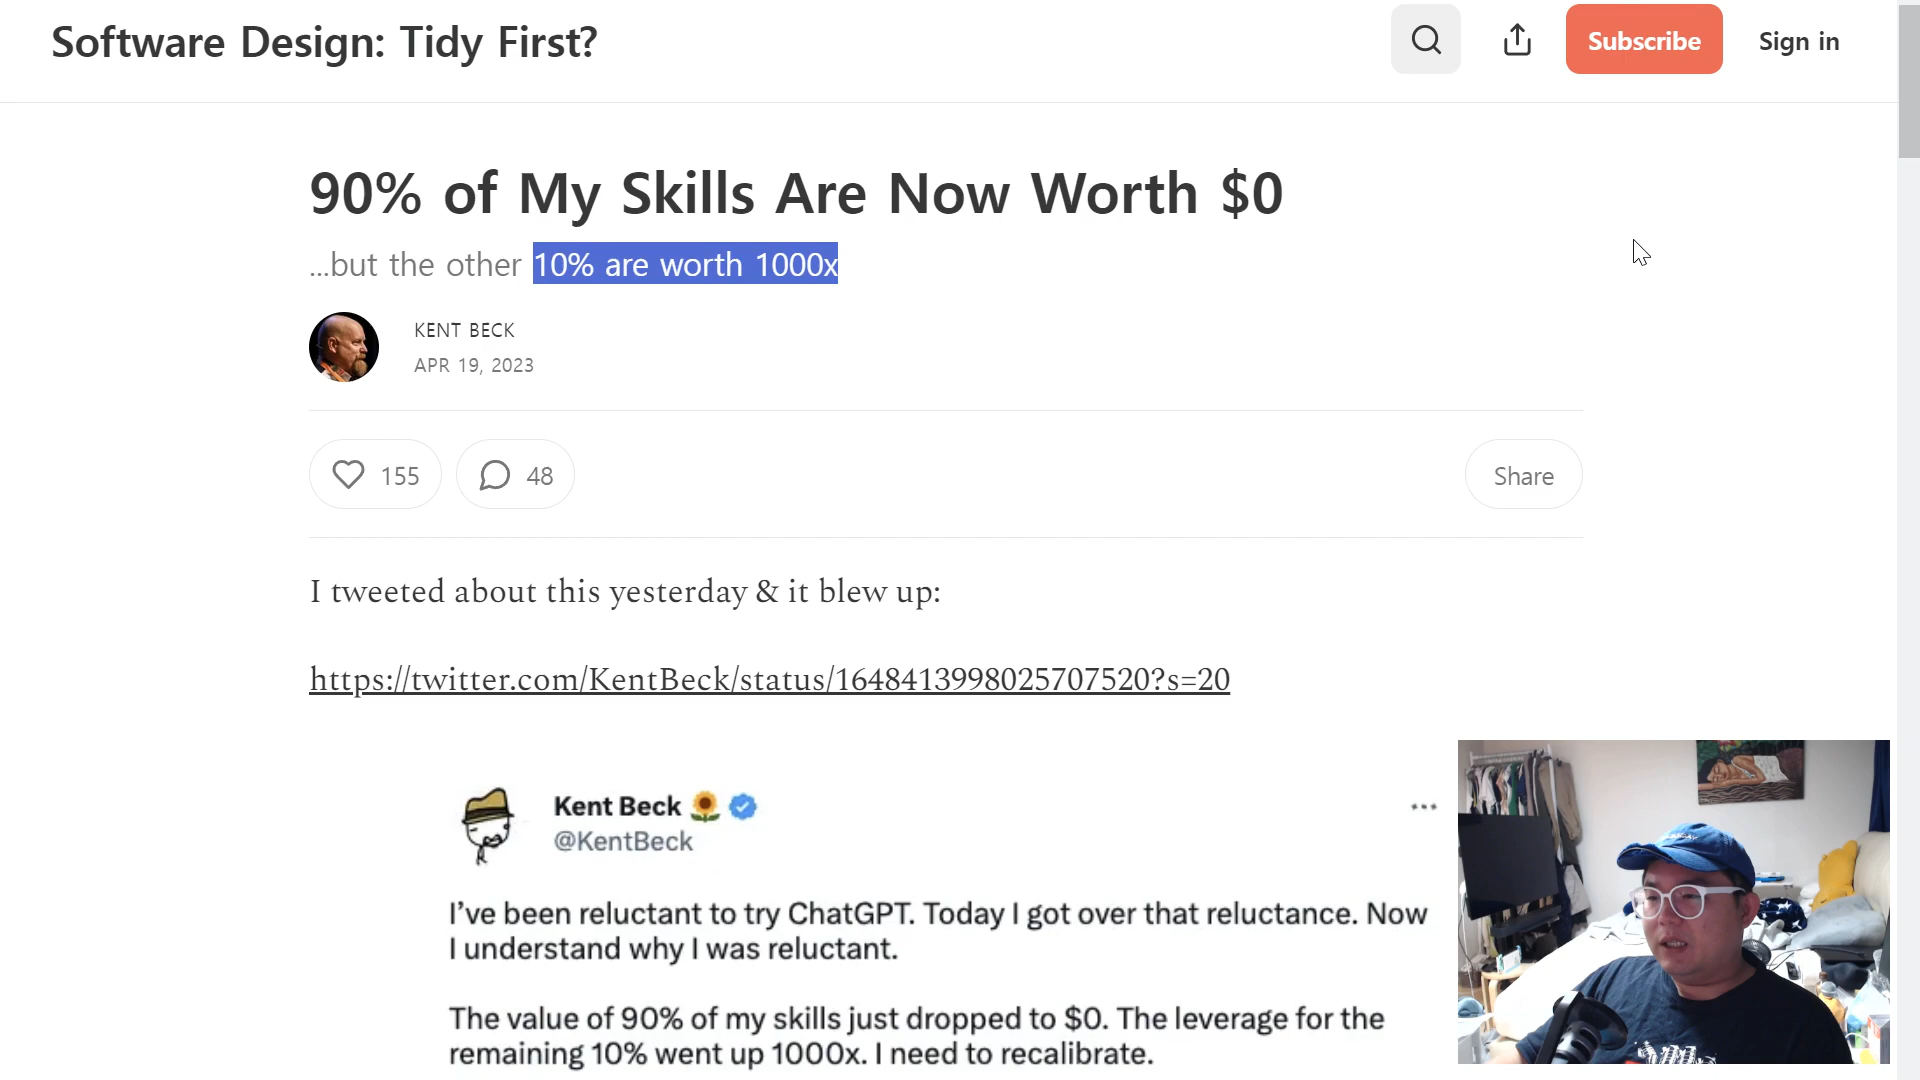 Software Design: Tidy First?
Subscribe
Sign in
90% of My Skills Are Now Worth $0
...but the other 10% are worth 1000x
KENT BECK
APR 19, 2023
155
48
Share
I tweeted about this yesterday & it blew up:
https://twitter.com/KentBeck/status/1648413998025707520?s=20
Kent Beck 🌻
@KentBeck
I've been reluctant to try ChatGPT. Today I got over that reluctance. Now
I understand why I was reluctant.
The value of 90% of my skills just dropped to $0. The leverage for the
remaining 10% went up 1000x. I need to recalibrate.